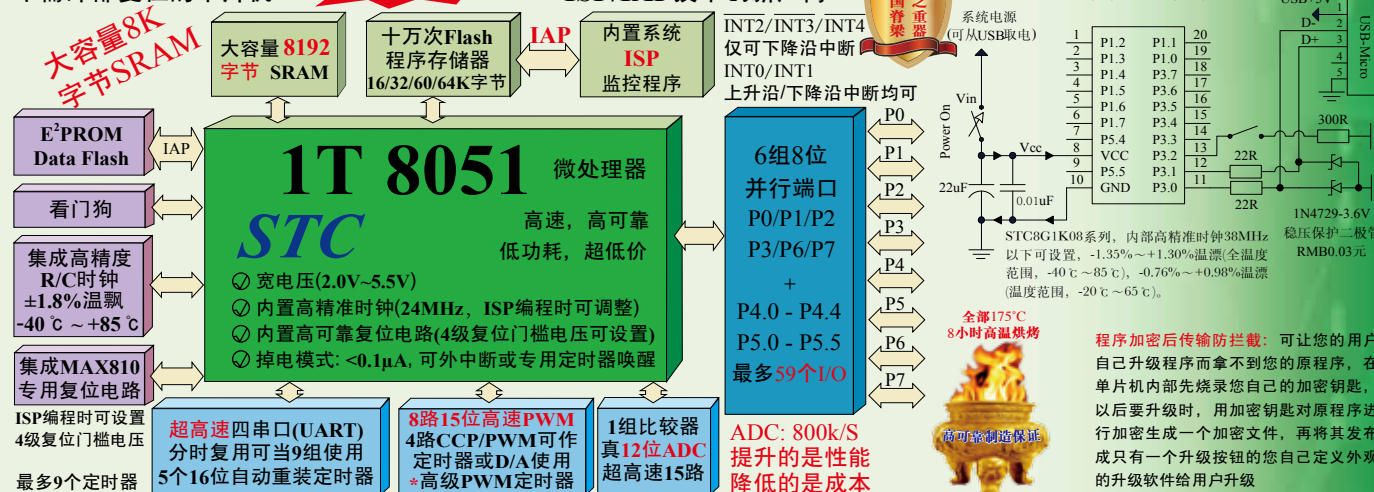 大容量8K
字节SRAM
大容量 8192
字节 SRAM
十万次Flash
程序存储器
16/32/60/64K字节
IAP
内置系统
ISP
监控程序
INT2/INT3/INT4
仅可下降沿中断
INT0/INT1
上升沿/下降沿中断均可
之重器
国脊梁
E²PROM
Data Flash
IAP
看门狗
集成高精度
R/C时钟
±1.8%温飘
-40℃~+85℃
集成MAX810
专用复位电路
ISP编程时可设置
4级复位门槛电压
最多9个定时器
1T 8051 微处理器
STC
高速，高可靠
低功耗，超低价
宽电压(2.0V~5.5V)
内置高精准时钟(24MHz，ISP编程时可调整)
内置高可靠复位电路(4级复位门槛电压可设置)
掉电模式: <0.1μA, 可外中断或专用定时器唤醒
超高速四串口(UART)
分时复用可当9组使用
5个16位自动重装定时器
8路15位高速PWM
4路CCP/PWM可作
定时器或D/A使用
*高级PWM定时器
1组比较器
真12位ADC
超高速15路
6组8位
并行端口
P0/P1/P2
P3/P6/P7
+
P4.0 - P4.4
P5.0 - P5.5
最多59个I/O
P0
P1
P2
P3
P4
P5
P6
P7
ADC: 800k/S
提升的是性能
降低的是成本
系统电源
(可从USB取电)
Vin
Power On
Vcc
22uF
0.01uF
1 P1.2 P1.1 20
2 P1.3 P1.0 19
3 P1.4 P3.7 18
4 P1.5 P3.6 17
5 P1.6 P3.5 16
6 P1.7 P3.4 15
7 P5.4 P3.3 14
8 VCC P3.2 13
9 P5.5 P3.1 12
10 GND P3.0 11
USB+5V
D-
D+
1
2
3
4
5
USB-Micro
300R
22R
22R
1N4729-3.6V
稳压保护二极管
RMB0.03元
STC8G1K08系列，内部高精准时钟38MHz
以下可设置，-1.35%~+1.30%温漂(全温度
范围，-40℃~85℃)，-0.76%~+0.98%温漂
(温度范围，-20℃~65℃)。
全部175℃
8小时高温烘烤
高可靠制造保证
程序加密后传输防拦截：可让您的用户
自己升级程序而拿不到您的原程序，在
单片机内部先烧录您自己的加密钥匙，
以后要升级时，用加密钥匙对原程序进
行加密生成一个加密文件，再将其发布
成只有一个升级按钮的您自己定义外观
的升级软件给用户升级